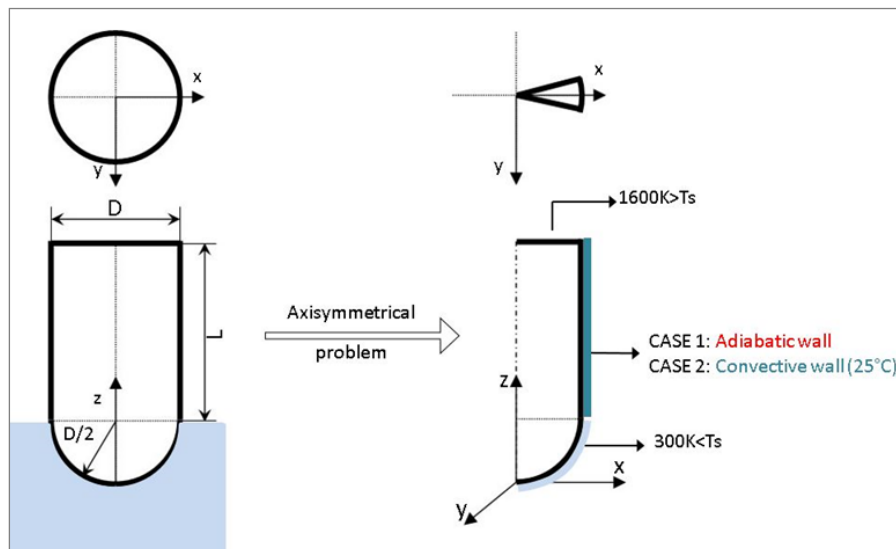 x
y
D
L
z
D/2
Axisymmetrical
problem
x
y
1600K>Ts
CASE 1: Adiabatic wall
CASE 2: Convective wall (25°C)
z
300K<Ts
x
y